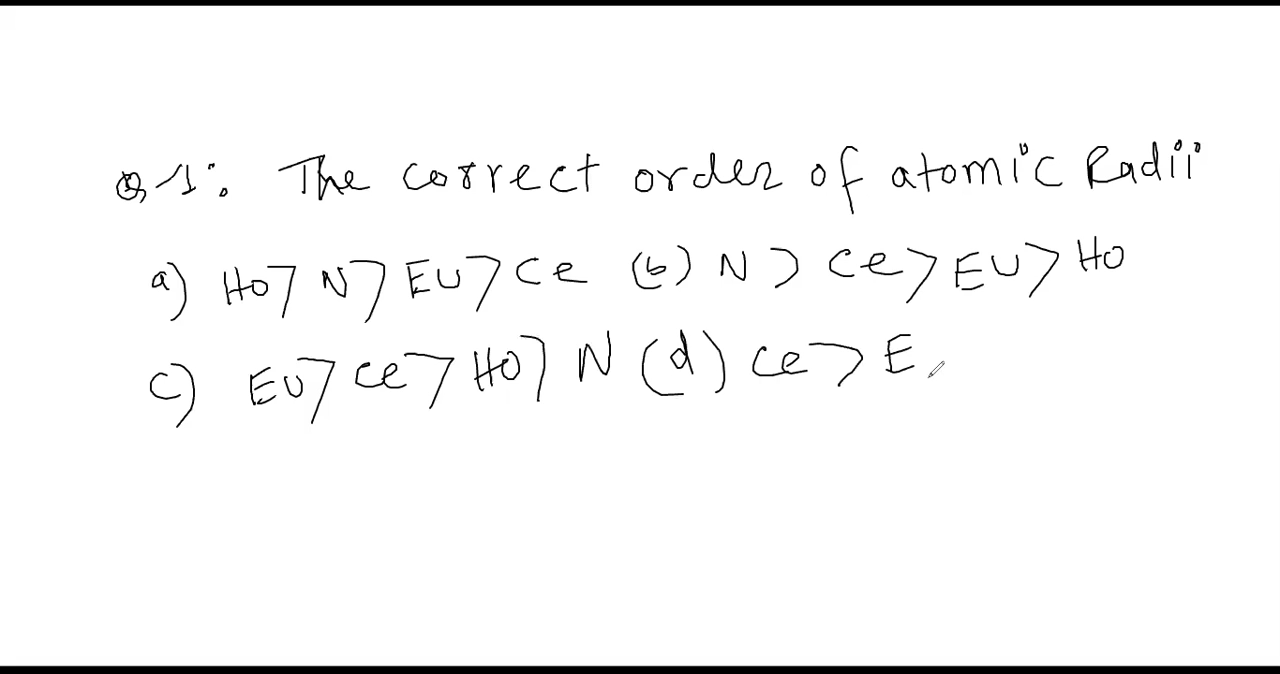 Q.1: The correct order of atomic Radii
a) Ho > N > Eu > Ce (b) N > Ce > Eu > Ho
c) Eu > Ce > Ho > N (d) Ce > E